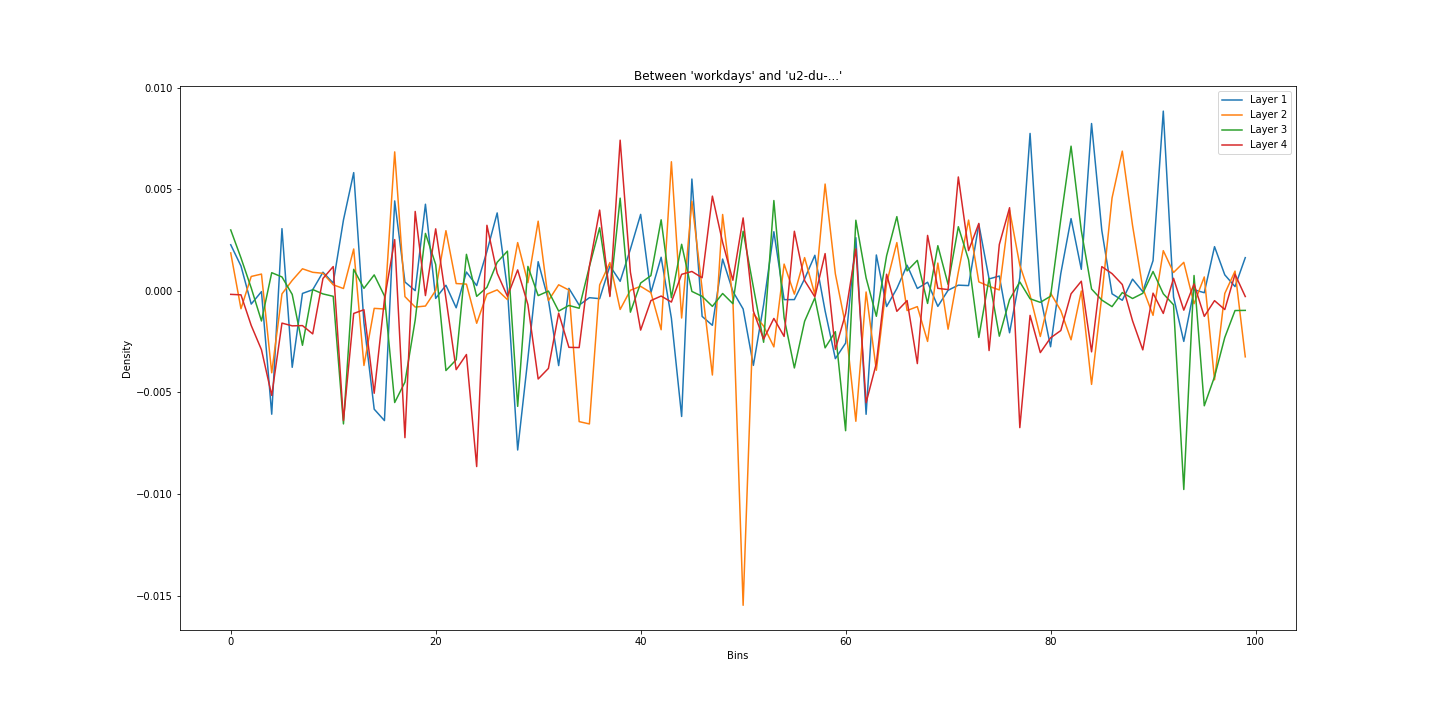 Between 'workdays' and 'u2-du-...'
0.010
0.005
0.000
−0.005
−0.010
−0.015
Density
0
20
40
60
80
100
Bins
Layer 1
Layer 2
Layer 3
Layer 4